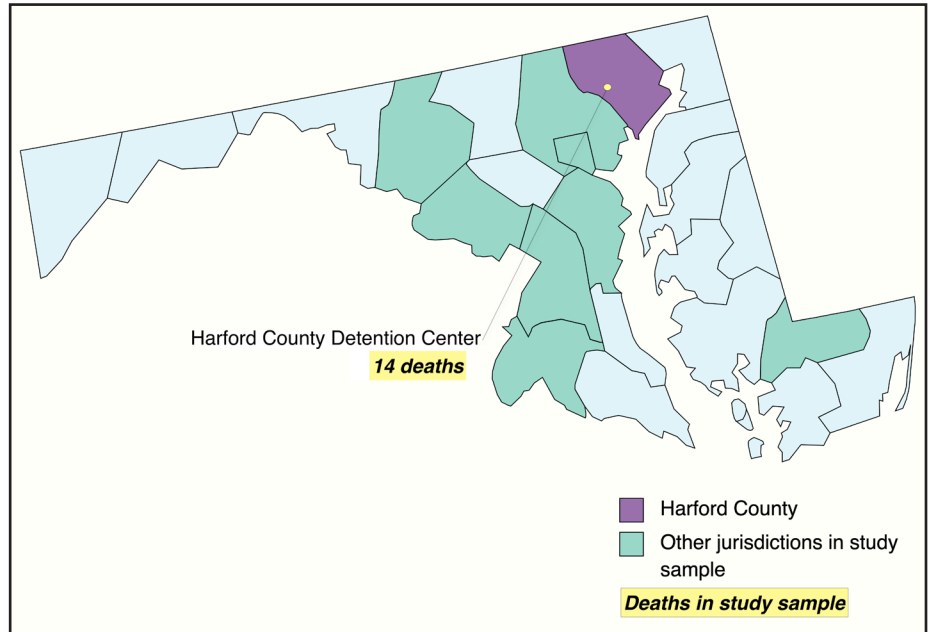 Harford County Detention Center
14 deaths
Harford County
Other jurisdictions in study
sample
Deaths in study sample